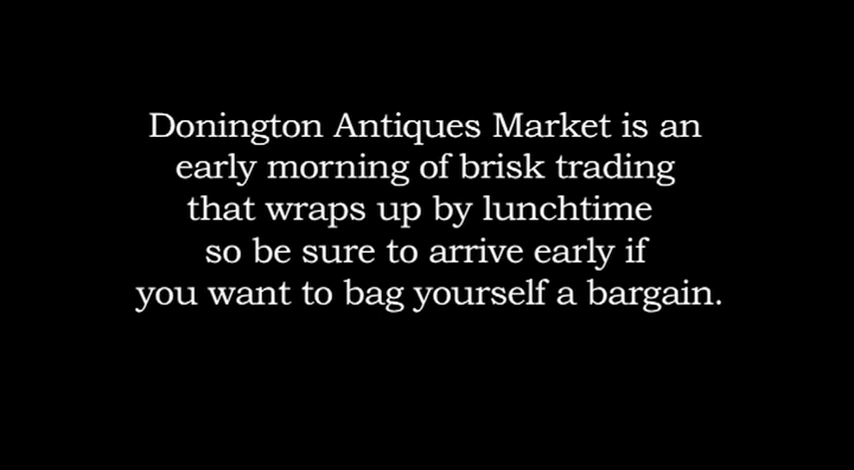 Donington Antiques Market is an
early morning of brisk trading
that wraps up by lunchtime
so be sure to arrive early if
you want to bag yourself a bargain.